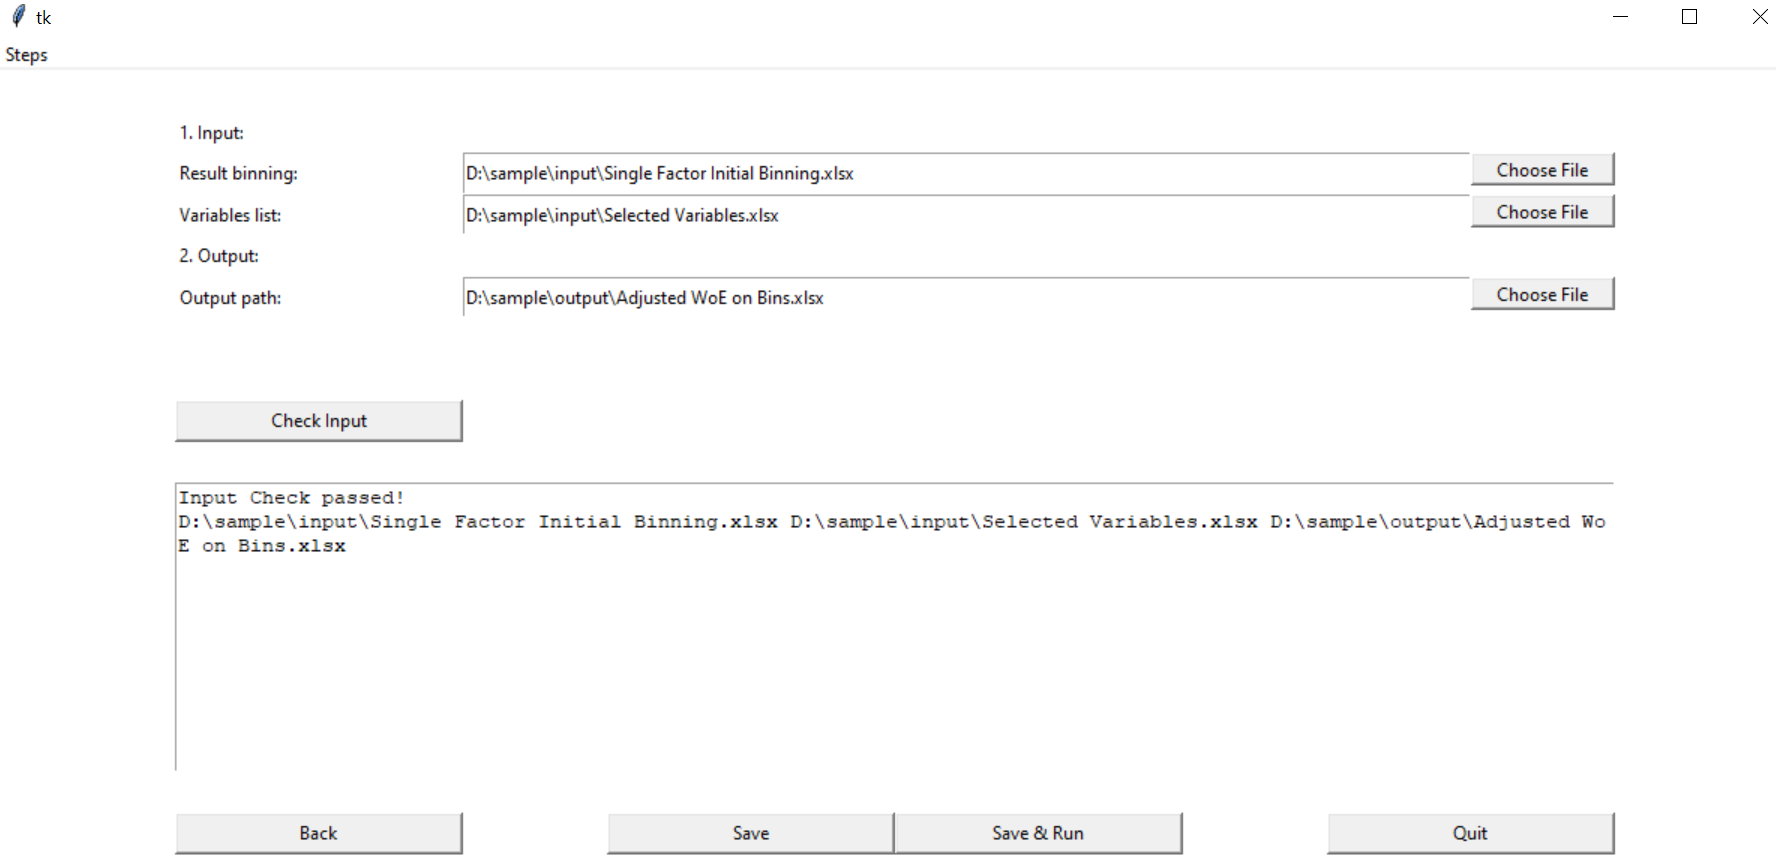 tk
Steps
1. Input:
Result binning: D:\sample\input\Single Factor Initial Binning.xlsx Choose File
Variables list: D:\sample\input\Selected Variables.xlsx Choose File
2. Output:
Output path: D:\sample\output\Adjusted WoE on Bins.xlsx Choose File
Check Input
Input Check passed!
D:\sample\input\Single Factor Initial Binning.xlsx D:\sample\input\Selected Variables.xlsx D:\sample\output\Adjusted Wo
E on Bins.xlsx
Back Save Save & Run Quit